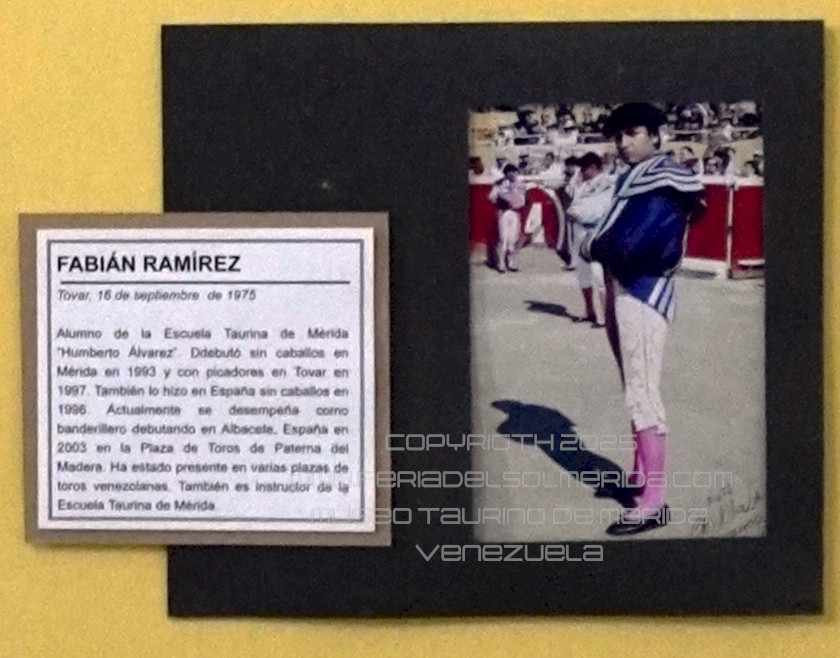 FABIÁN RAMÍREZ
Tovar, 16 de septiembre de 1975
Alumno de la Escuela Taurina de Mérida
"Humberto Álvarez". Ddebutó sin caballos en
Mérida en 1993 y con picadores en Tovar en
1997. También lo hizo en España sin caballos en
1996. Actualmente se desempeña como
banderillero debutando en Albacete, España en
2003 en la Plaza de Toros de Paterna del
Madera. Ha estado presente en varias plazas de
toros venezolanas. También es instructor de la
Escuela Taurina de Mérida
COPYRIGTH 2025
DELSOLMERIDA.COM
MUSEO TAURINO DE MERIDA
VENEZUELA